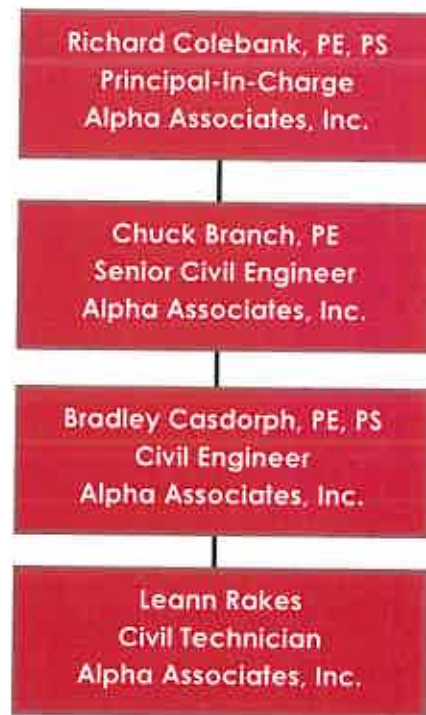 Richard Colebank, PE, PS
Principal-In-Charge
Alpha Associates, Inc.
Chuck Branch, PE
Senior Civil Engineer
Alpha Associates, Inc.
Bradley Casdorph, PE, PS
Civil Engineer
Alpha Associates, Inc.
Leann Rakes
Civil Technician
Alpha Associates, Inc.